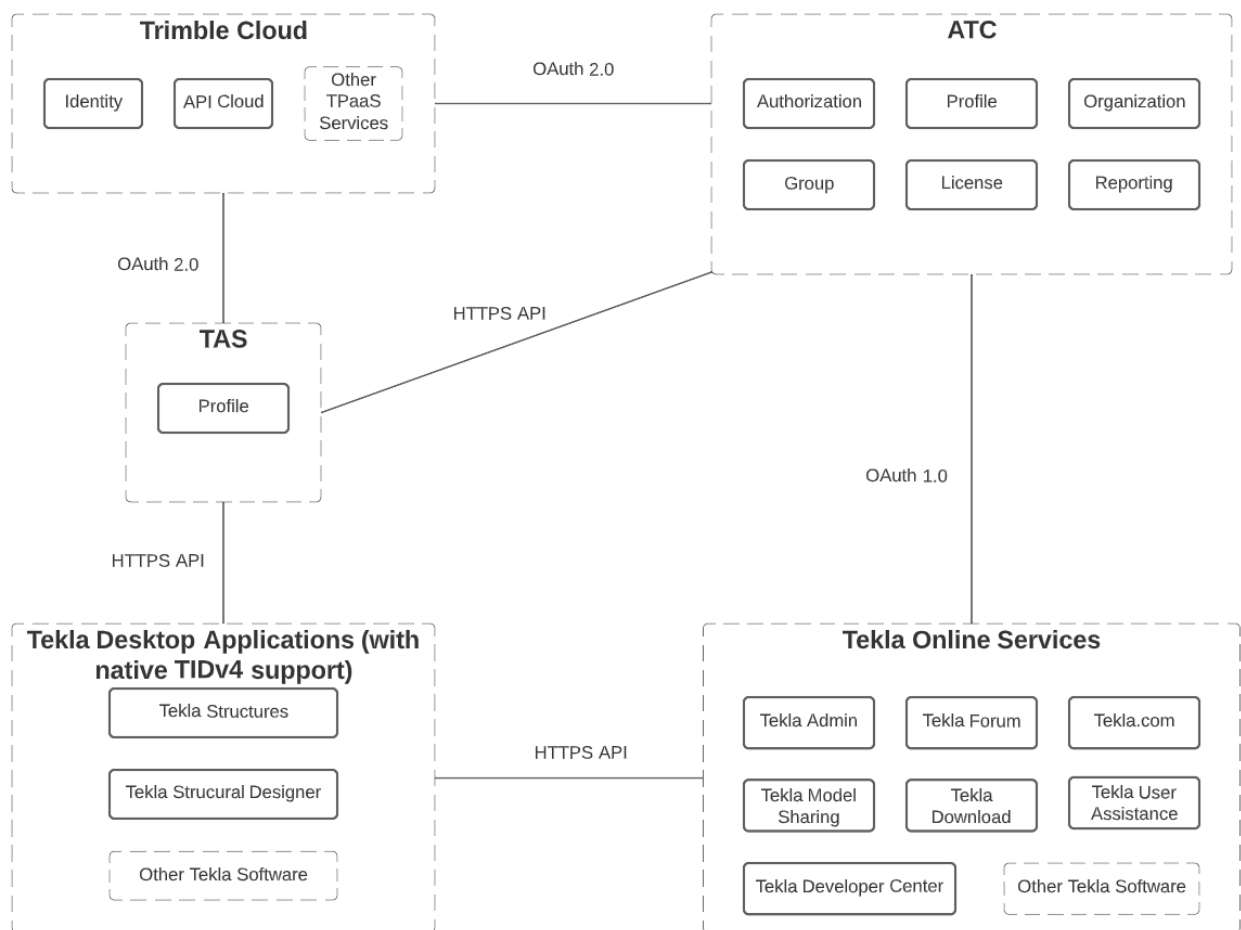 Trimble Cloud
Identity
API Cloud
Other
TPaaS
Services
OAuth 2.0
ATC
Authorization
Profile
Organization
Group
License
Reporting
OAuth 2.0
HTTPS API
TAS
Profile
OAuth 1.0
HTTPS API
Tekla Desktop Applications (with
native TIDv4 support)
Tekla Structures
Tekla Strucural Designer
Other Tekla Software
HTTPS API
Tekla Online Services
Tekla Admin
Tekla Forum
Tekla.com
Tekla Model
Sharing
Tekla
Download
Tekla User
Assistance
Tekla Developer Center
Other Tekla Software